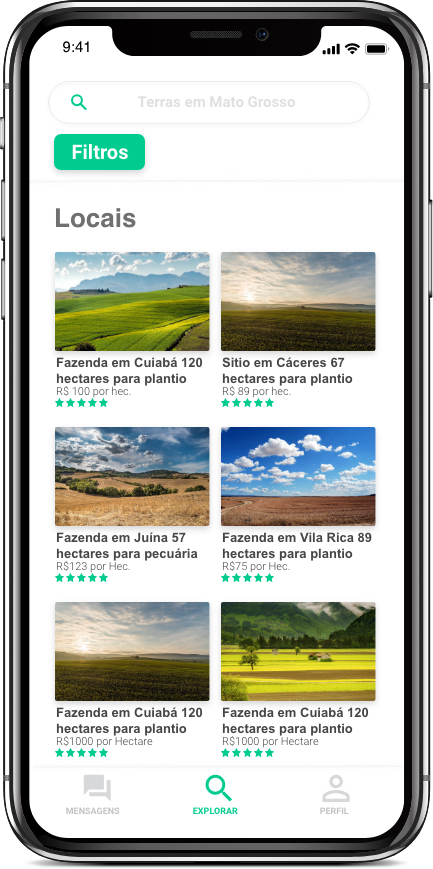 9:41
Terras em Mato Grosso
Filtros
Locais
Fazenda em Cuiabá 120
hectares para plantio
R$ 100 por hec.
Sitio em Cáceres 67
hectares para plantio
R$ 89 por hec.
Fazenda em Juína 57
hectares para pecuária
R$123 por Hec.
Fazenda em Vila Rica 89
hectares para plantio
R$75 por Hec.
Fazenda em Cuiabá 120
hectares para plantio
R$1000 por Hectare
Fazenda em Cuiabá 120
hectares para plantio
R$1000 por Hectare
MENSAGENS
EXPLORAR
PERFIL